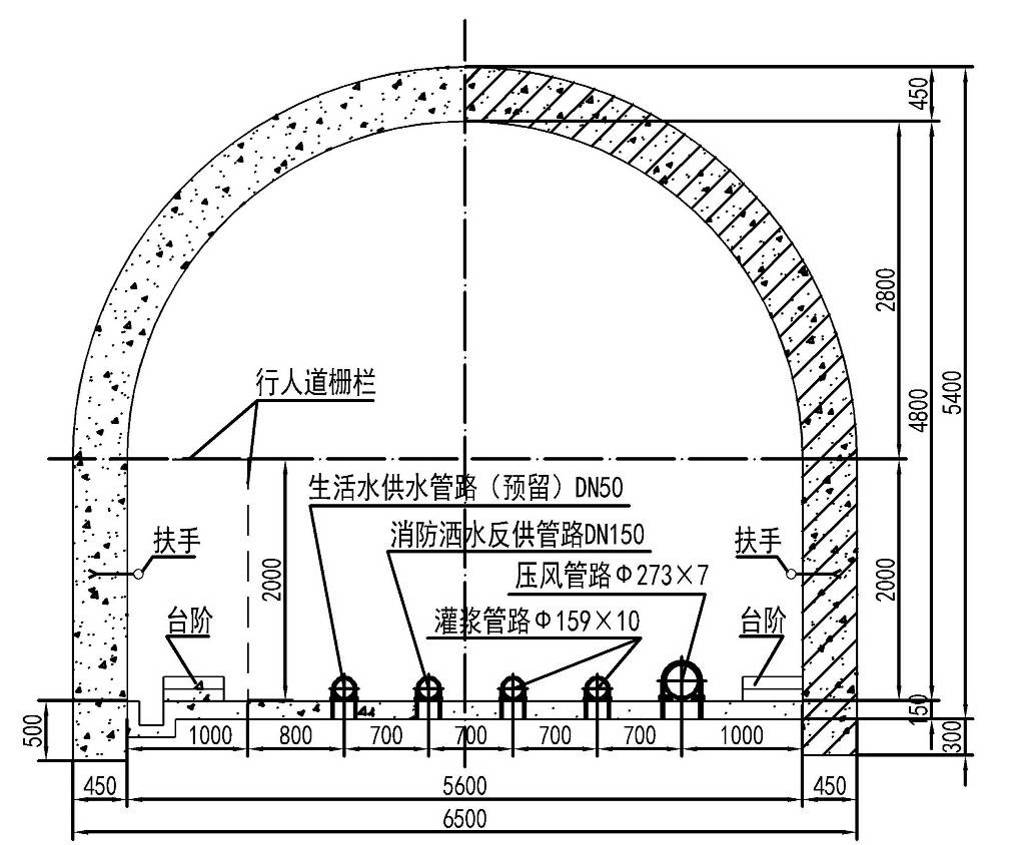 450
2800
4800
5400
行人道栅栏
生活水供水管路（预留）DN50
消防洒水反供管路DN150
扶手
扶手
压风管路Φ273×7
2000
2000
台阶
灌浆管路Φ159×10
台阶
150
500
300
1000
800
700
700
700
700
1000
450
5600
450
6500